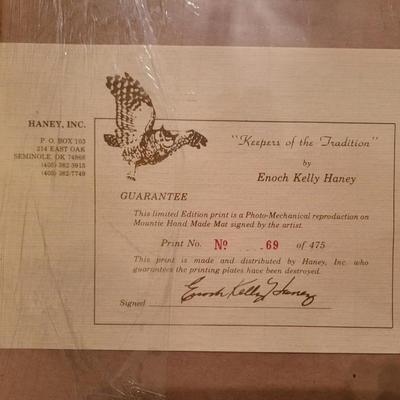 HANEY, INC.
P. O. BOX 103
214 EAST OAK
SEMINOLE, OK 74868
(405) 382-3915
(405) 382-7749
"Keepers of the Tradition"
by
Enoch Kelly Haney
GUARANTEE
This limited Edition print is a Photo-Mechanical reproduction on
Mountie Hand Made Mat signed by the artist.
Print No. No 69 of 475
This print is made and distributed by Haney, Inc. who
guarantees the printing plates have been destroyed.
Signed Enoch Kelly Haney